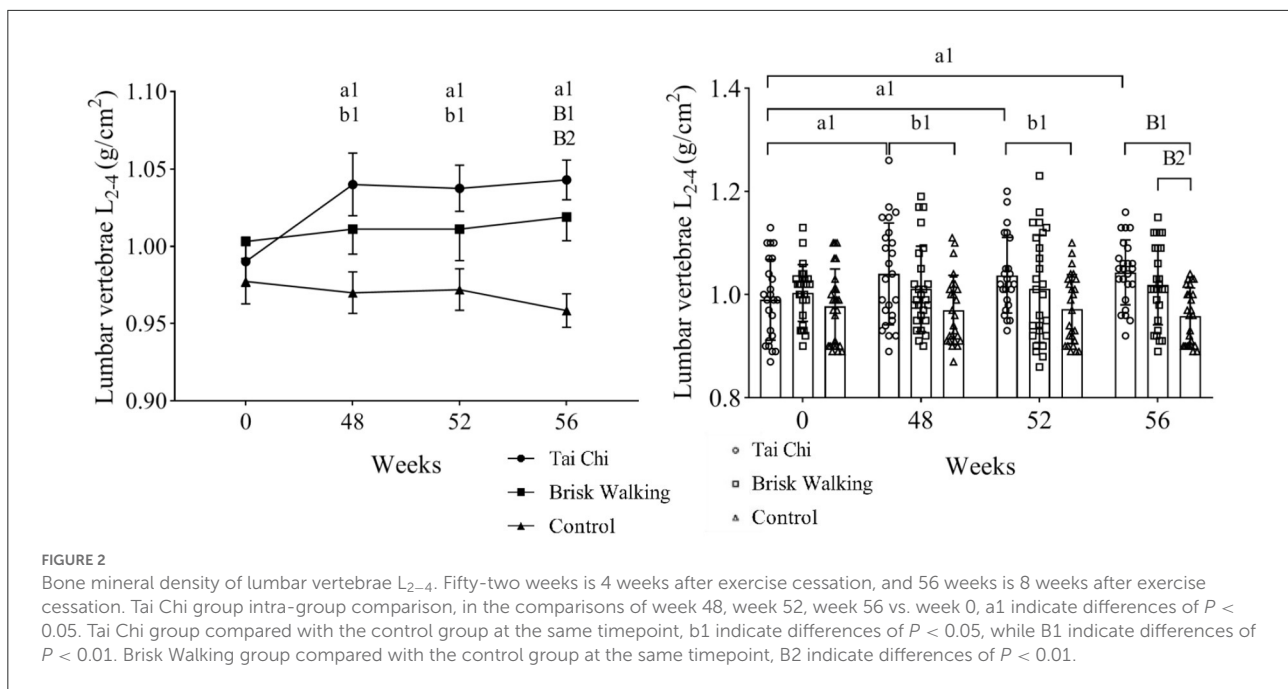 Lumbar vertebrae L2-4 (g/cm2)
1.10
1.05
1.00
0.95
0.90
a1
b1
a1
b1
a1
B1
B2
0
48
52
56
Weeks
Tai Chi
Brisk Walking
Control
Lumbar vertebrae L2-4 (g/cm2)
1.4
1.2
1.0
0.8
a1
a1
a1
b1
b1
B1
B2
0
48
52
56
Weeks
Tai Chi
Brisk Walking
Control
FIGURE 2
Bone mineral density of lumbar vertebrae L2–4. Fifty-two weeks is 4 weeks after exercise cessation, and 56 weeks is 8 weeks after exercise
cessation. Tai Chi group intra-group comparison, in the comparisons of week 48, week 52, week 56 vs. week 0, a1 indicate differences of P <
0.05. Tai Chi group compared with the control group at the same timepoint, b1 indicate differences of P < 0.05, while B1 indicate differences of
P < 0.01. Brisk Walking group compared with the control group at the same timepoint, B2 indicate differences of P < 0.01.